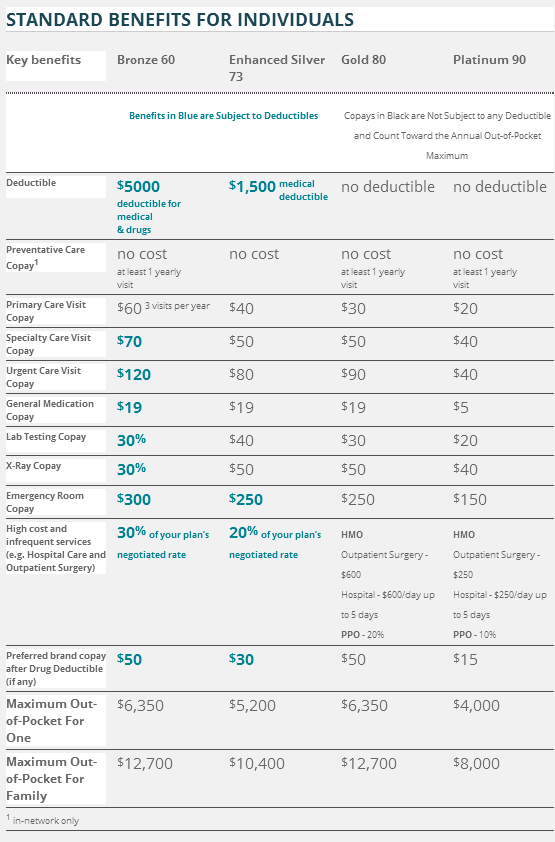 STANDARD BENEFITS FOR INDIVIDUALS
Key benefits Bronze 60 Enhanced Silver 73 Gold 80 Platinum 90
Benefits in Blue are Subject to Deductibles
Copays in Black are Not Subject to any Deductible
and Count Toward the Annual Out-of-Pocket
Maximum
Deductible
$5000
deductible for
medical
& drugs
$1,500 medical
deductible
no deductible
no deductible
Preventative Care
Copay1
no cost
at least 1 yearly
visit
no cost
no cost
at least 1 yearly
visit
no cost
at least 1 yearly
visit
Primary Care Visit
Copay
$60 3 visits per year
$40
$30
$20
Specialty Care Visit
Copay
$70
$50
$50
$40
Urgent Care Visit
Copay
$120
$80
$90
$40
General Medication
Copay
$19
$19
$19
$5
Lab Testing Copay
30%
$40
$30
$20
X-Ray Copay
30%
$50
$50
$40
Emergency Room
Copay
$300
$250
$250
$150
High cost and
infrequent services
(e.g. Hospital Care and
Outpatient Surgery)
30% of your plan's
negotiated rate
20% of your plan's
negotiated rate
HMO
Outpatient Surgery -
$600
Hospital - $600/day up
to 5 days
PPO - 20%
HMO
Outpatient Surgery -
$250
Hospital - $250/day up
to 5 days
PPO - 10%
Preferred brand copay
after Drug Deductible
(if any)
$50
$30
$50
$15
Maximum Out-
of-Pocket For
One
$6,350
$5,200
$6,350
$4,000
Maximum Out-
of-Pocket For
Family
$12,700
$10,400
$12,700
$8,000
1 in-network only